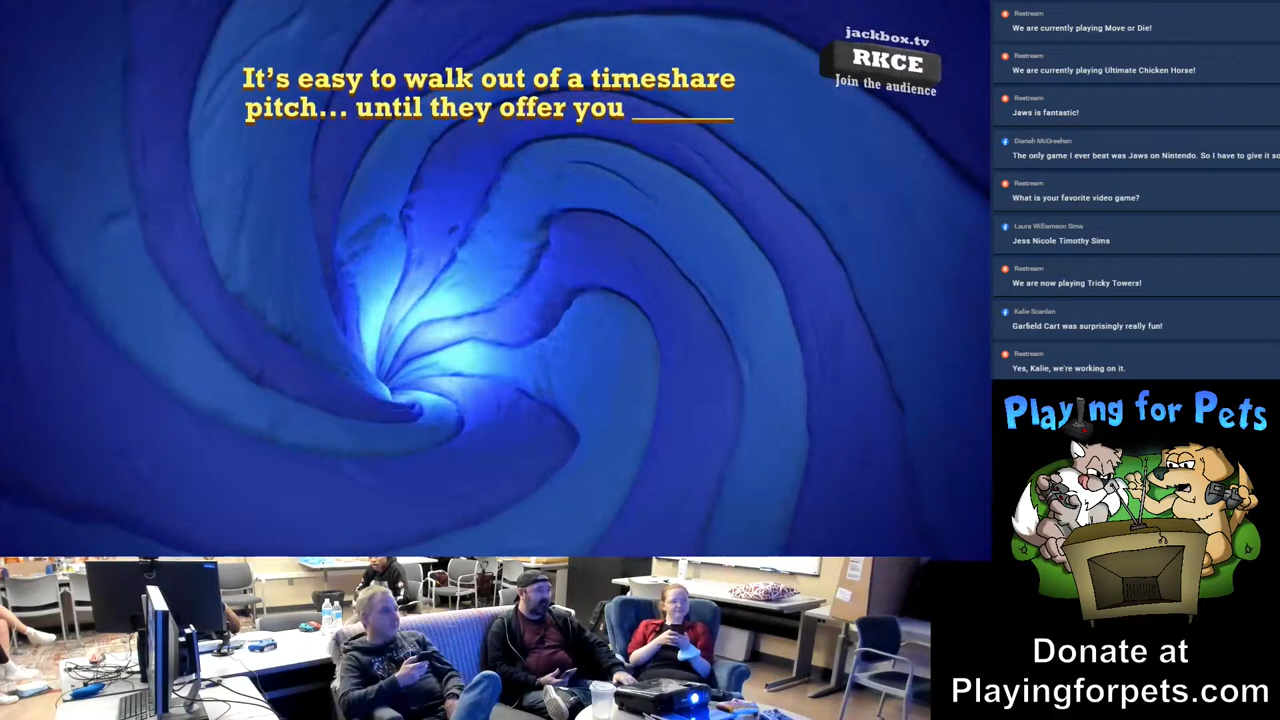 It's easy to walk out of a timeshare
pitch... until they offer you ________
jackbox.tv
RKCE
Join the audience
Restream
We are currently playing Move or Die!
Restream
We are currently playing Ultimate Chicken Horse!
Restream
Jaws is fantastic!
Dianah McGreehan
The only game I ever beat was Jaws on Nintendo. So I have to give it so
Restream
What is your favorite video game?
Laura Williamson Sims
Jess Nicole Timothy Sims
Restream
We are now playing Tricky Towers!
Kalie Scanlan
Garfield Cart was surprisingly really fun!
Restream
Yes, Kalie, we're working on it.
Playing for Pets
Donate at
Playingforpets.com